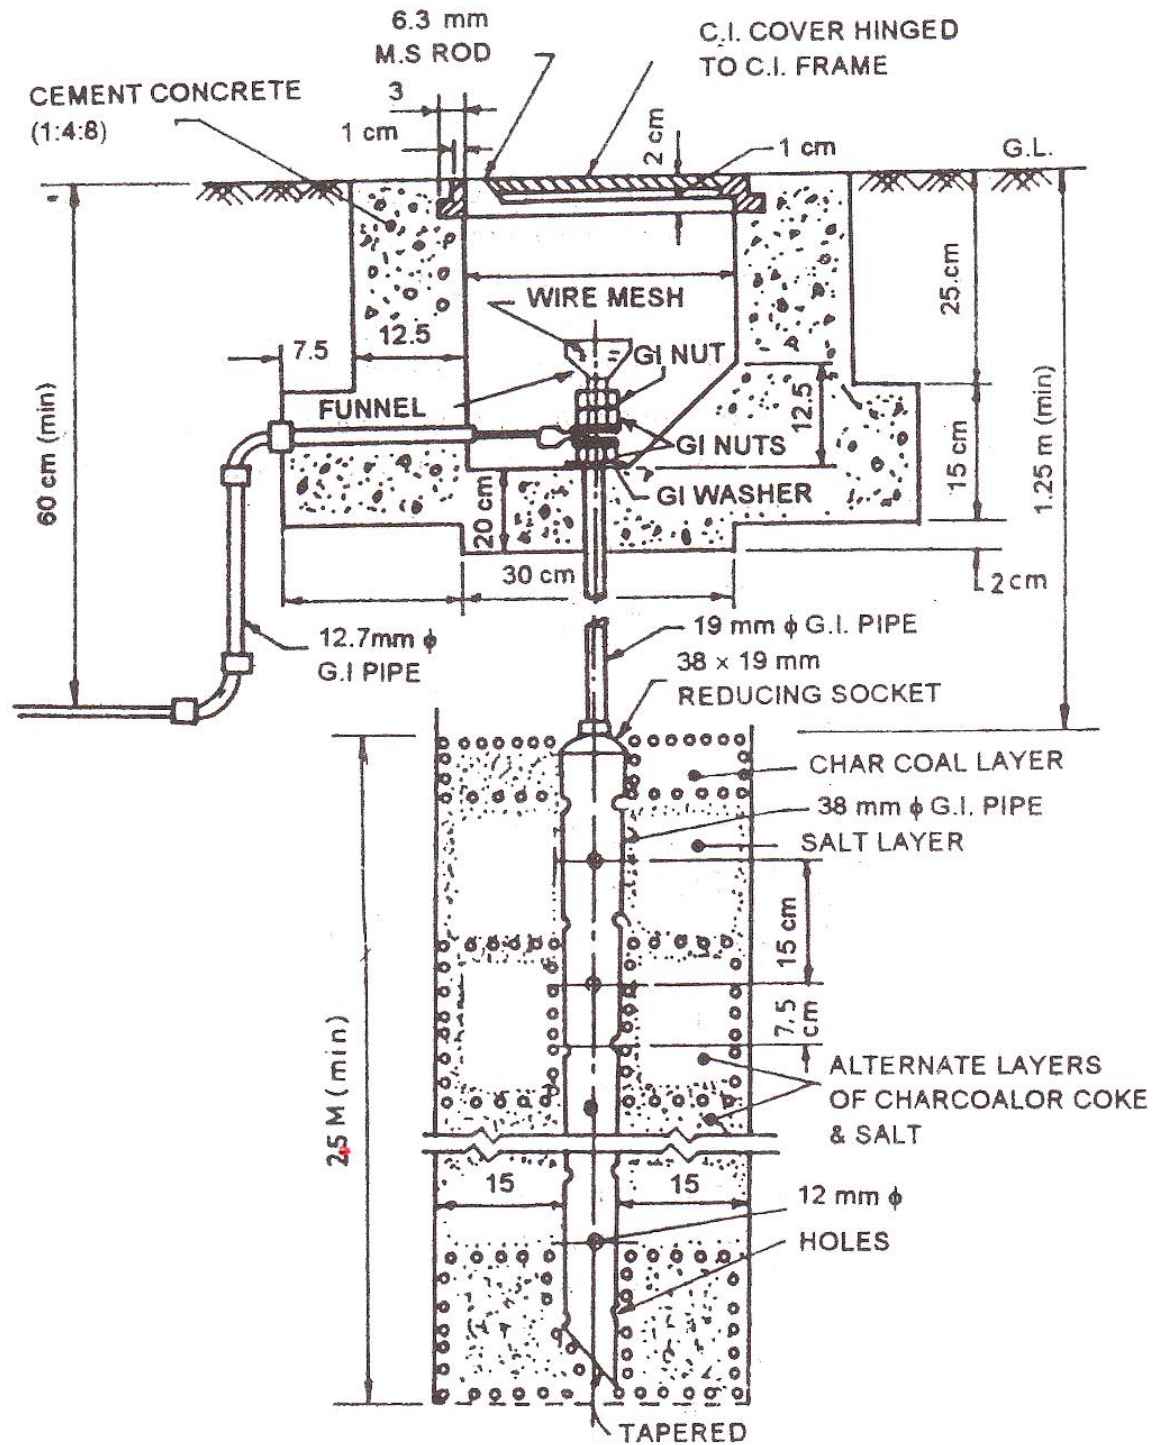 6.3 mm
M.S ROD
C.I. COVER HINGED
TO C.I. FRAME
CEMENT CONCRETE
(1:4:8)
3
1 cm
2 cm
1 cm
G.L.
60 cm (min)
7.5
12.5
WIRE MESH
GI NUT
FUNNEL
GI NUTS
GI WASHER
12.5
25.cm
15 cm
1.25 m (min)
20 cm
30 cm
2 cm
12.7mm ϕ
G.I PIPE
19 mm ϕ G.I. PIPE
38 × 19 mm
REDUCING SOCKET
CHAR COAL LAYER
38 mm ϕ G.I. PIPE
SALT LAYER
15 cm
7.5
cm
2.5 M (min)
ALTERNATE LAYERS
OF CHARCOALOR COKE
& SALT
15
15
12 mm ϕ
HOLES
TAPERED